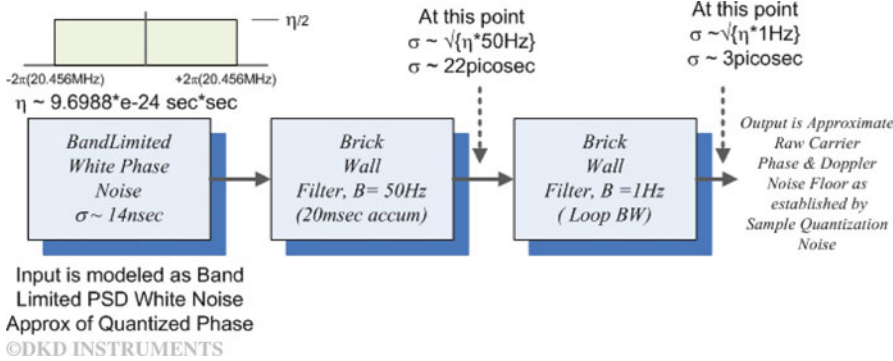 η/2
-2π(20.456MHz)
+2π(20.456MHz)
η ~ 9.6988*e-24 sec*sec
At this point
σ ~ √{η*50Hz}
σ ~ 22picosec
At this point
σ ~√{η*1Hz}
σ ~ 3picosec
BandLimited
White Phase
Noise
σ~ 14nsec
Brick
Wall
Filter, B= 50Hz
(20msec accum)
Brick
Wall
Filter, B =1Hz
( Loop BW)
Output is Approximate
Raw Carrier
Phase & Doppler
Noise Floor as
established by
Sample Quantization
Noise
Input is modeled as Band
Limited PSD White Noise
Approx of Quantized Phase
©DKD INSTRUMENTS